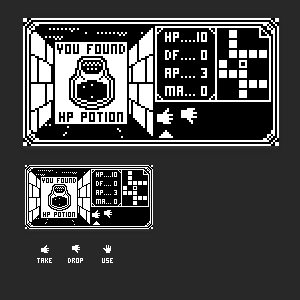 YOU FOUND
HP POTION
HP....10
DF.... 0
AP.... 3
MA... 0
YOU FOUND
HP POTION
HP...10
DF... 0
AP... 3
MA... 0
TAKE DROP USE